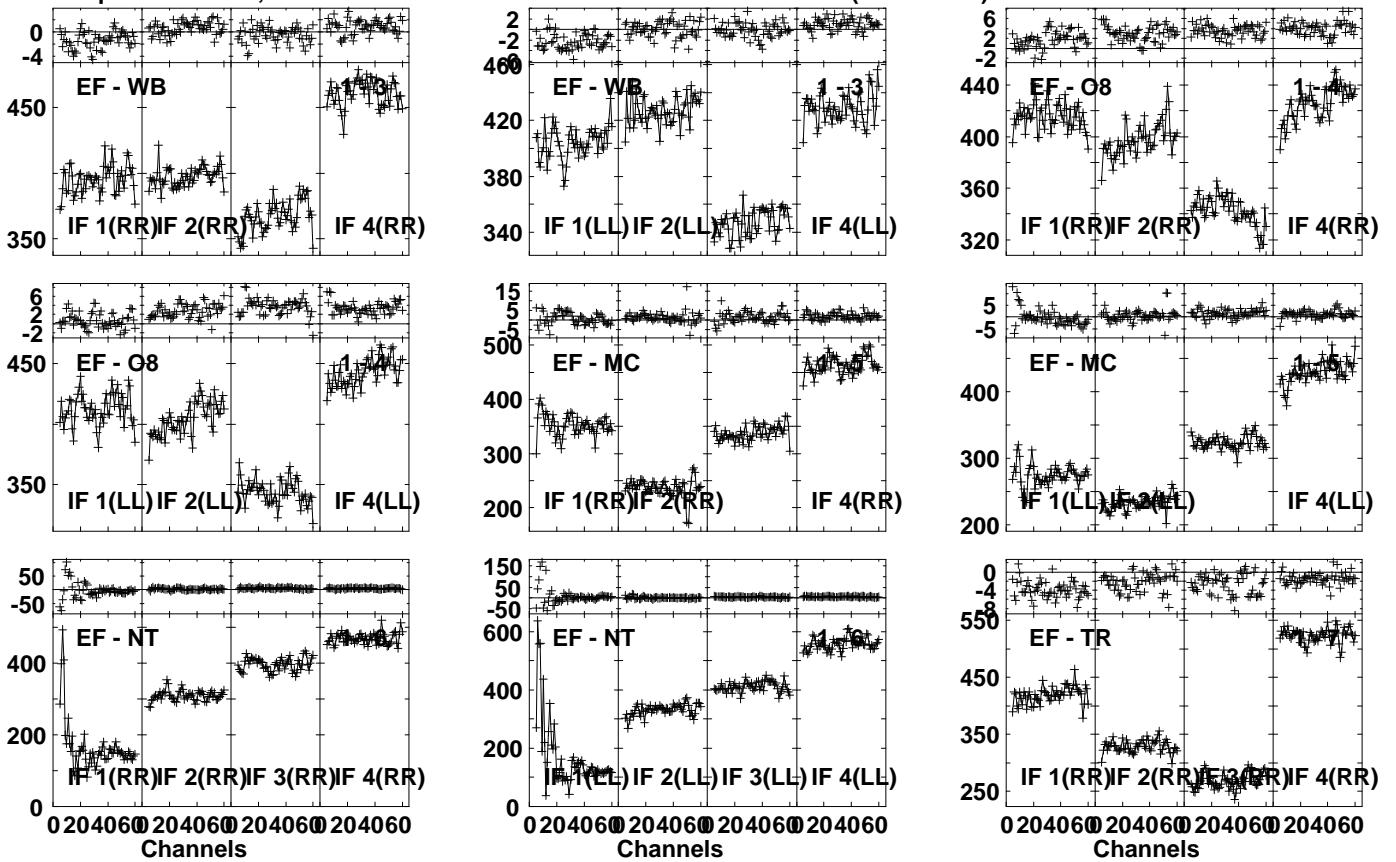 0
-4
EF - WB
1 - 3
450
350
IF 1(RR) IF 2(RR) IF 4(RR)
2
-2
460
EF - WB
1 - 3
420
380
340
IF 1(LL) IF 2(LL) IF 4(LL)
6
2
-2
440
EF - O8
1 - 4
400
360
320
IF 1(RR) IF 2(RR) IF 4(RR)
6
2
-2
EF - O8
1 - 4
450
350
IF 1(LL) IF 2(LL) IF 4(LL)
15
5
-5
500
EF - MC
1 - 5
400
300
200
IF 1(RR) IF 2(RR) IF 4(RR)
5
-5
EF - MC
1 - 5
400
300
200
IF 1(LL) IF 2(LL) IF 4(LL)
50
-50
EF - NT
1 - 6
400
200
0
IF 1(RR) IF 2(RR) IF 3(RR) IF 4(RR)
0 20 40 60 0 20 40 60 0 20 40 60 0 20 40 60
Channels
150
50
-50
600
EF - NT
1 - 6
400
200
0
IF 1(LL) IF 2(LL) IF 3(LL) IF 4(LL)
0 20 40 60 0 20 40 60 0 20 40 60 0 20 40 60
Channels
0
-4
-8
550
EF - TR
1 - 7
450
350
250
IF 1(RR) IF 2(RR) IF 3(RR) IF 4(RR)
0 20 40 60 0 20 40 60 0 20 40 60 0 20 40 60
Channels